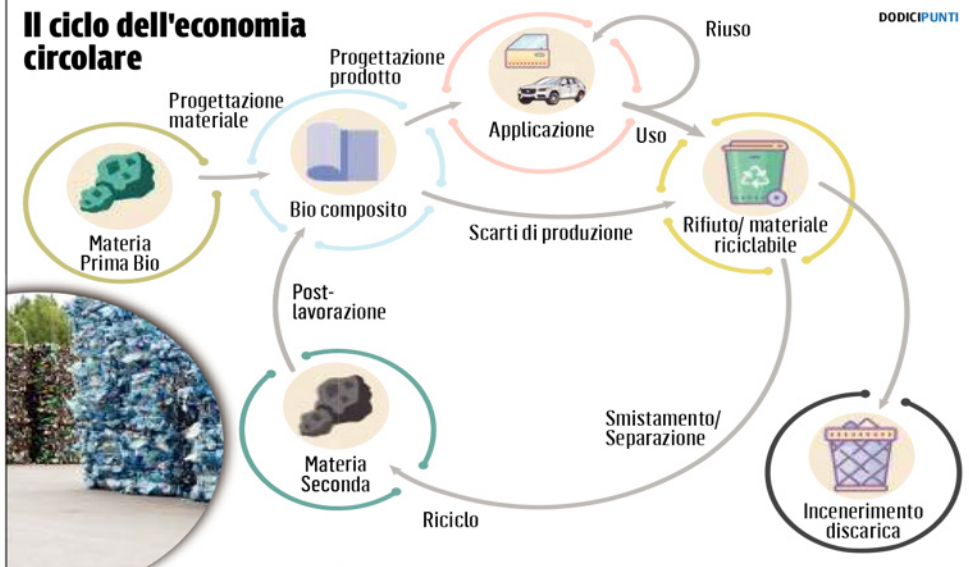 Il ciclo dell'economia
circolare
DODICIPUNTI
Riuso
Progettazione
prodotto
Progettazione
materiale
Applicazione
Uso
Bio composito
Rifiuto/ materiale
riciclabile
Scarti di produzione
Materia
Prima Bio
Post-
lavorazione
Smistamento/
Separazione
Materia
Seconda
Riciclo
Incenerimento
discarica